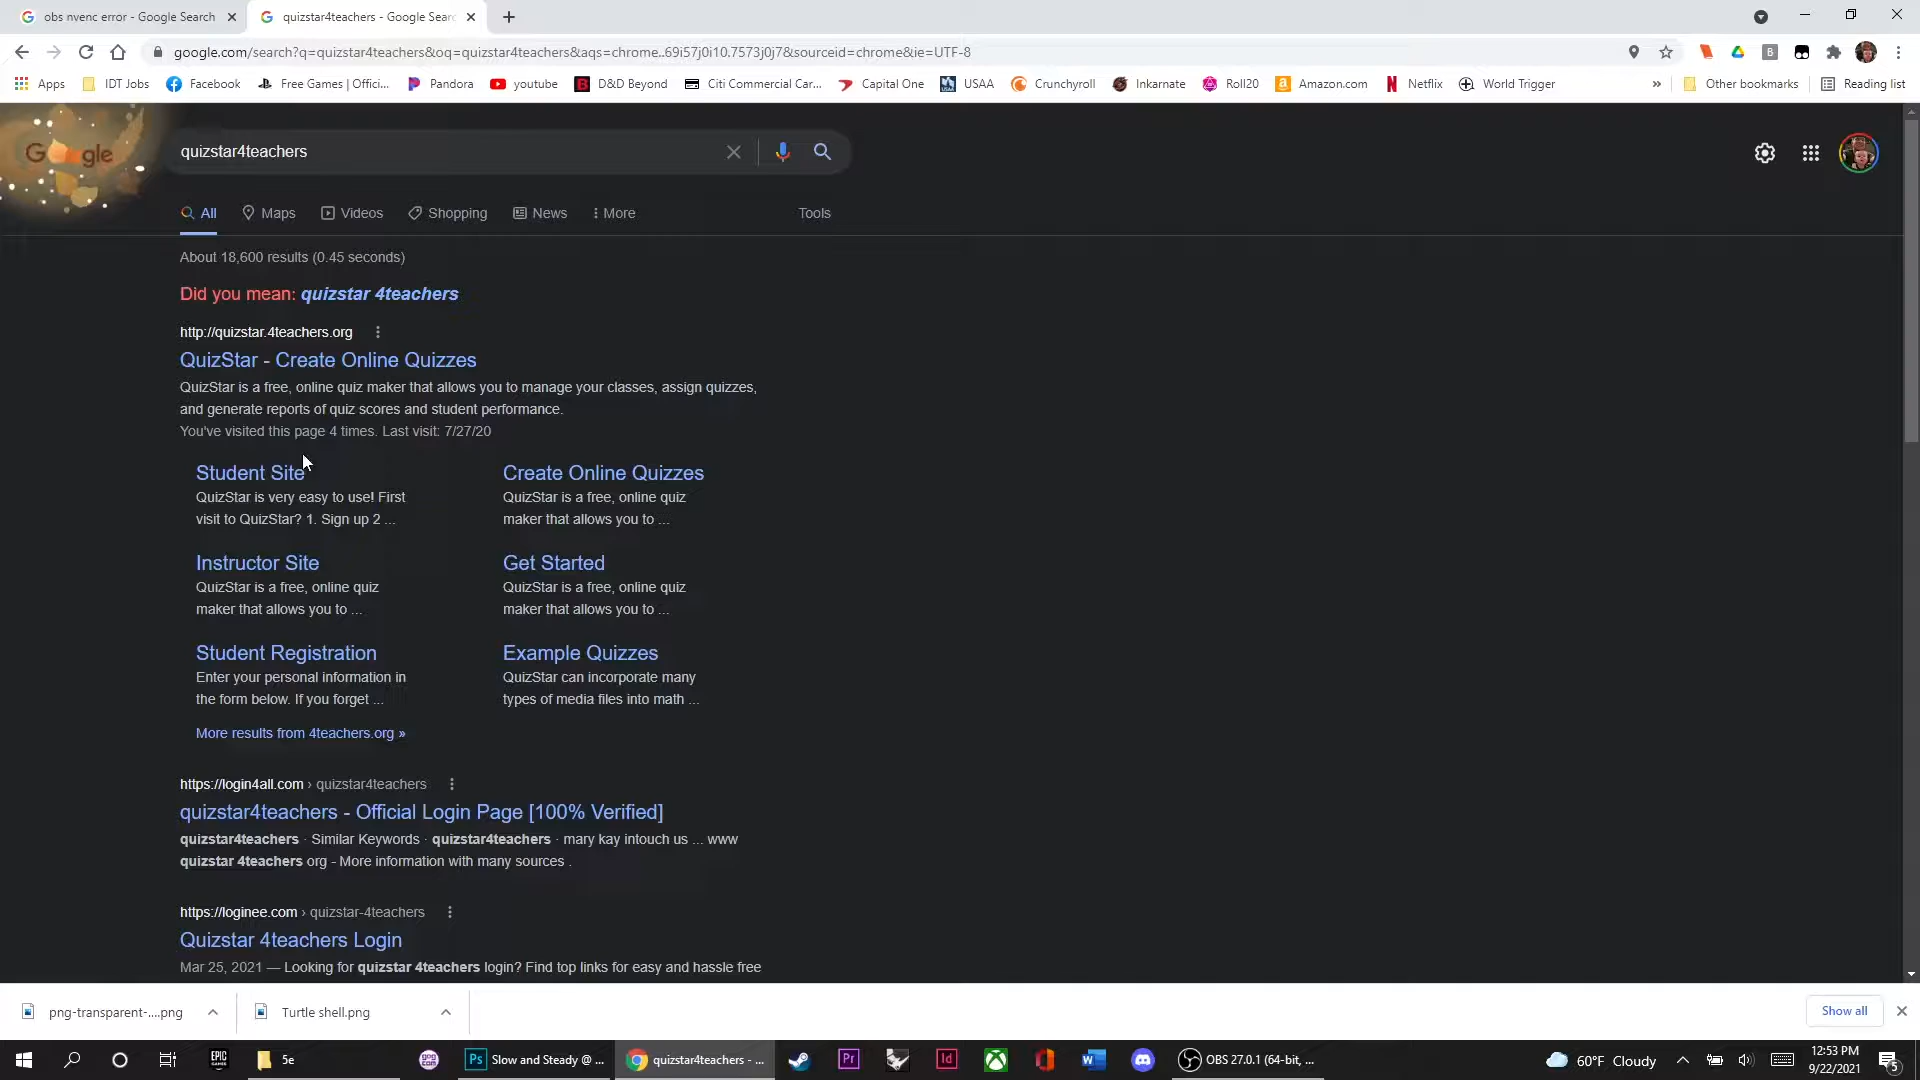 obs nvenc error - Google Search
quizstar4teachers - Google Sear
google.com/search?q=quizstar4teachers&oq=quizstar4teachers&aqs=chrome..69i57j0i10.7573j0j7&sourceid=chrome&ie=UTF-8
Apps IDT Jobs Facebook Free Games | Offici... Pandora youtube D&D Beyond Citi Commercial Car... Capital One USAA Crunchyroll Inkarnate Roll20 Amazon.com Netflix World Trigger » Other bookmarks Reading list
Google
quizstar4teachers
All Maps Videos Shopping News More Tools
About 18,600 results (0.45 seconds)
Did you mean: quizstar 4teachers
http://quizstar.4teachers.org
QuizStar - Create Online Quizzes
QuizStar is a free, online quiz maker that allows you to manage your classes, assign quizzes,
and generate reports of quiz scores and student performance.
You've visited this page 4 times. Last visit: 7/27/20
Student Site
QuizStar is very easy to use! First
visit to QuizStar? 1. Sign up 2 ...
Create Online Quizzes
QuizStar is a free, online quiz
maker that allows you to ...
Instructor Site
QuizStar is a free, online quiz
maker that allows you to ...
Get Started
QuizStar is a free, online quiz
maker that allows you to ...
Student Registration
Enter your personal information in
the form below. If you forget ...
Example Quizzes
QuizStar can incorporate many
types of media files into math ...
More results from 4teachers.org »
https://login4all.com › quizstar4teachers
quizstar4teachers - Official Login Page [100% Verified]
quizstar4teachers · Similar Keywords · quizstar4teachers · mary kay intouch us ... www
quizstar 4teachers org - More information with many sources .
https://loginee.com › quizstar-4teachers
Quizstar 4teachers Login
Mar 25, 2021 — Looking for quizstar 4teachers login? Find top links for easy and hassle free
png-transparent-....png
Turtle shell.png
Show all
EPIC GAMES
5e
gog com
Ps Slow and Steady @ ...
quizstar4teachers - ...
Pr
Id
W
OBS 27.0.1 (64-bit, ...
60°F Cloudy
12:53 PM
9/22/2021
5